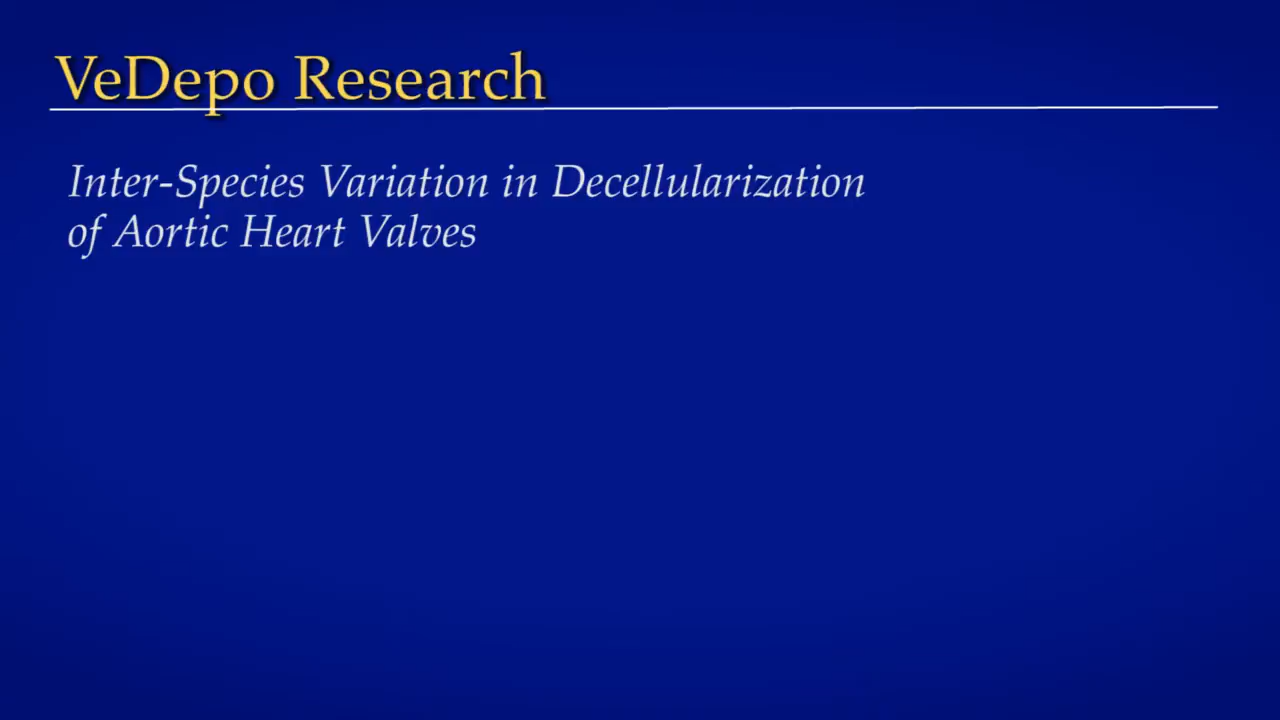 VeDepo Research
Inter-Species Variation in Decellularization
of Aortic Heart Valves